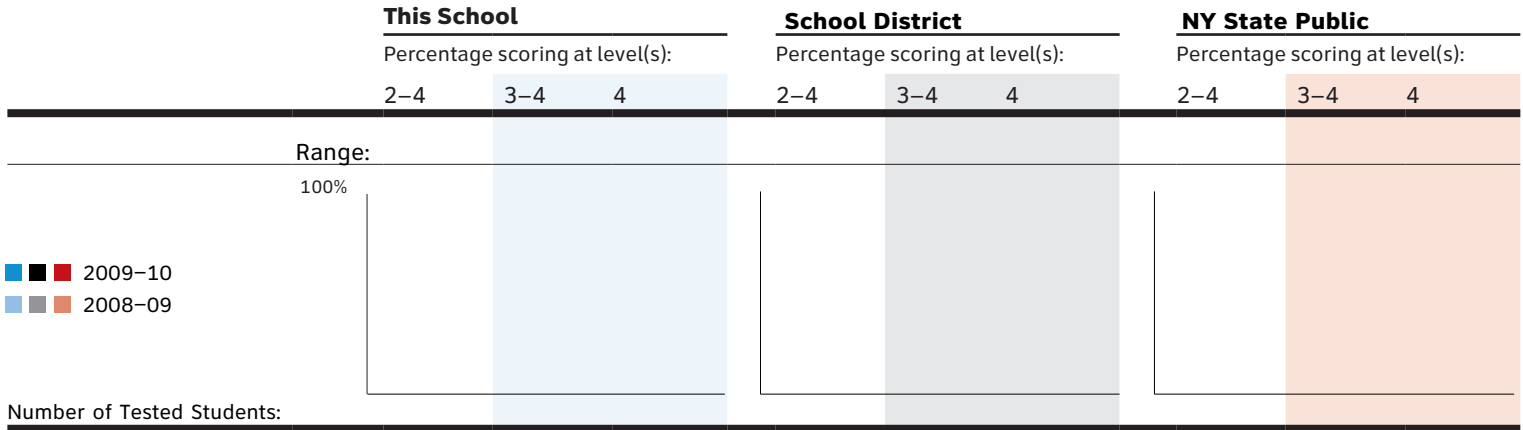 This School School District NY State Public
Percentage scoring at level(s): Percentage scoring at level(s): Percentage scoring at level(s):
2–4 3–4 4 2–4 3–4 4 2–4 3–4 4
Range:
100%
2009–10
2008–09
Number of Tested Students: